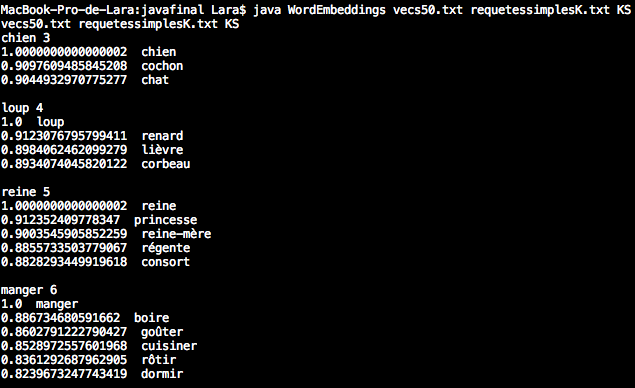 MacBook-Pro-de-Lara:javafinal Lara$ java WordEmbeddings vecs50.txt requetessimplesK.txt KS
vecs50.txt requetessimplesK.txt KS
chien 3
1.0000000000000002  chien
0.9097609485845208  cochon
0.9044932970775277  chat

loup 4
1.0  loup
0.9123076795799411  renard
0.8984062462099279  lièvre
0.8934074045820122  corbeau

reine 5
1.0000000000000002  reine
0.912352409778347  princesse
0.9003545905852259  reine-mère
0.8855733503779067  régente
0.8828293449919618  consort

manger 6
1.0  manger
0.886734680591662  boire
0.8602791222790427  goûter
0.8528972557601968  cuisiner
0.8361292687962905  rôtir
0.8239673247743419  dormir